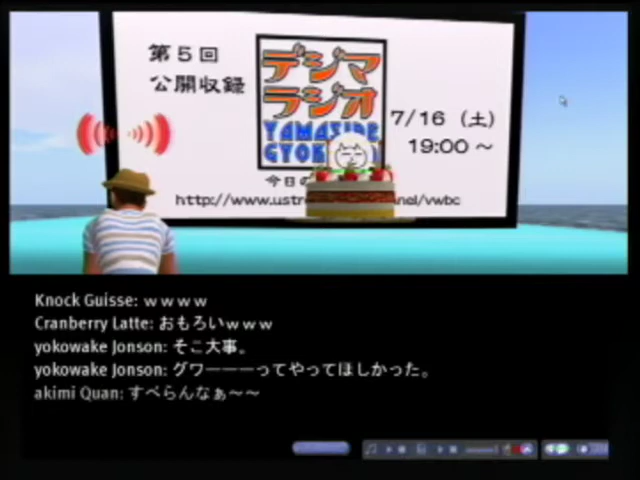 第5回
公開収録
デジマ
ラジオ
YAMASIDE
GYOK
7/16 (土)
19:00～
今日の
http://www.ustre nel/vwbc
Knock Guisse: ｗｗｗｗ
Cranberry Latte: おもろいｗｗｗ
yokowake Jonson: そこ大事。
yokowake Jonson: グワーーーってやってほしかった。
akimi Quan: すべらんなぁ～～